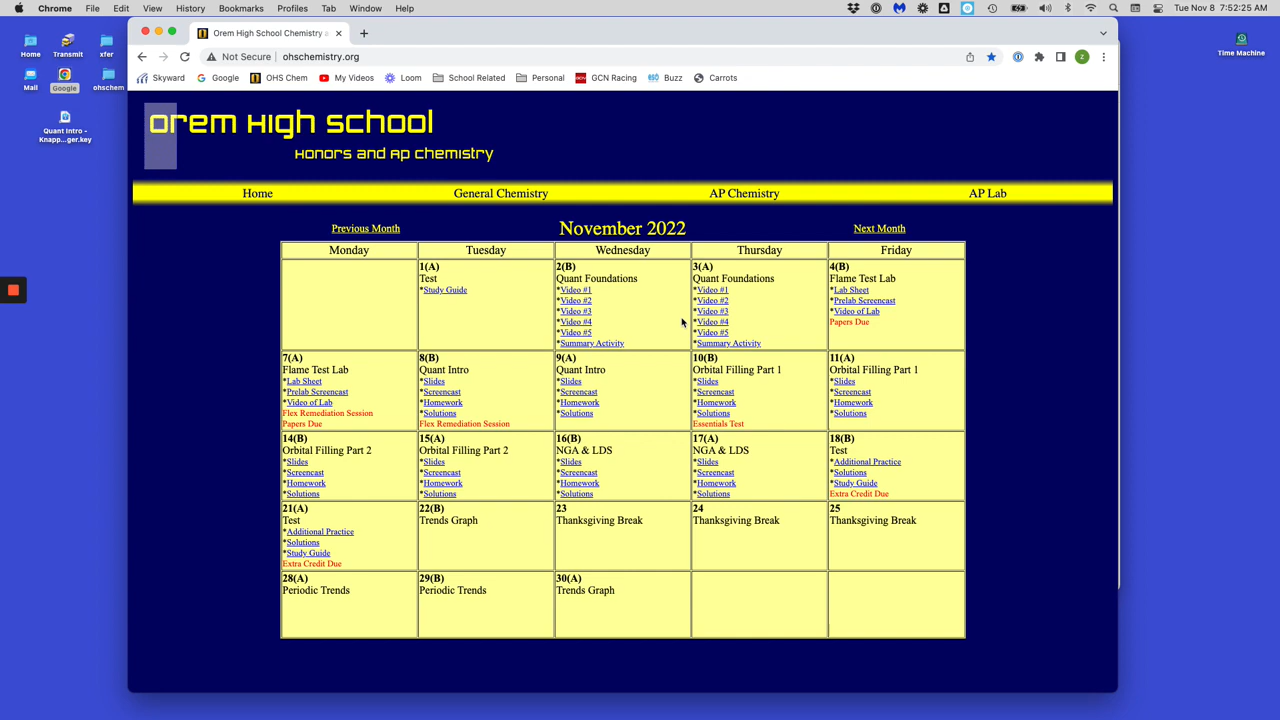 Chrome File Edit View History Bookmarks Profiles Tab Window Help Tue Nov 8 7:52:25 AM
Home Transmit xfer
Mail Google ohschem
Quant Intro -
Knapp...ger.key
Time Machine
Orem High School Chemistry a
Not Secure ohschemistry.org
Skyward Google OHS Chem My Videos Loom School Related Personal GCN Racing Buzz Carrots
Orem High School
Honors and AP Chemistry
Home General Chemistry AP Chemistry AP Lab
Previous Month November 2022 Next Month
Monday Tuesday Wednesday Thursday Friday
1(A)
Test
*Study Guide
2(B)
Quant Foundations
*Video #1
*Video #2
*Video #3
*Video #4
*Video #5
*Summary Activity
3(A)
Quant Foundations
*Video #1
*Video #2
*Video #3
*Video #4
*Video #5
*Summary Activity
4(B)
Flame Test Lab
*Lab Sheet
*Prelab Screencast
*Video of Lab
Papers Due
7(A)
Flame Test Lab
*Lab Sheet
*Prelab Screencast
*Video of Lab
Flex Remediation Session
Papers Due
8(B)
Quant Intro
*Slides
*Screencast
*Homework
*Solutions
Flex Remediation Session
9(A)
Quant Intro
*Slides
*Screencast
*Homework
*Solutions
10(B)
Orbital Filling Part 1
*Slides
*Screencast
*Homework
*Solutions
Essentials Test
11(A)
Orbital Filling Part 1
*Slides
*Screencast
*Homework
*Solutions
14(B)
Orbital Filling Part 2
*Slides
*Screencast
*Homework
*Solutions
15(A)
Orbital Filling Part 2
*Slides
*Screencast
*Homework
*Solutions
16(B)
NGA & LDS
*Slides
*Screencast
*Homework
*Solutions
17(A)
NGA & LDS
*Slides
*Screencast
*Homework
*Solutions
18(B)
Test
*Additional Practice
*Solutions
*Study Guide
Extra Credit Due
21(A)
Test
*Additional Practice
*Solutions
*Study Guide
Extra Credit Due
22(B)
Trends Graph
23
Thanksgiving Break
24
Thanksgiving Break
25
Thanksgiving Break
28(A)
Periodic Trends
29(B)
Periodic Trends
30(A)
Trends Graph